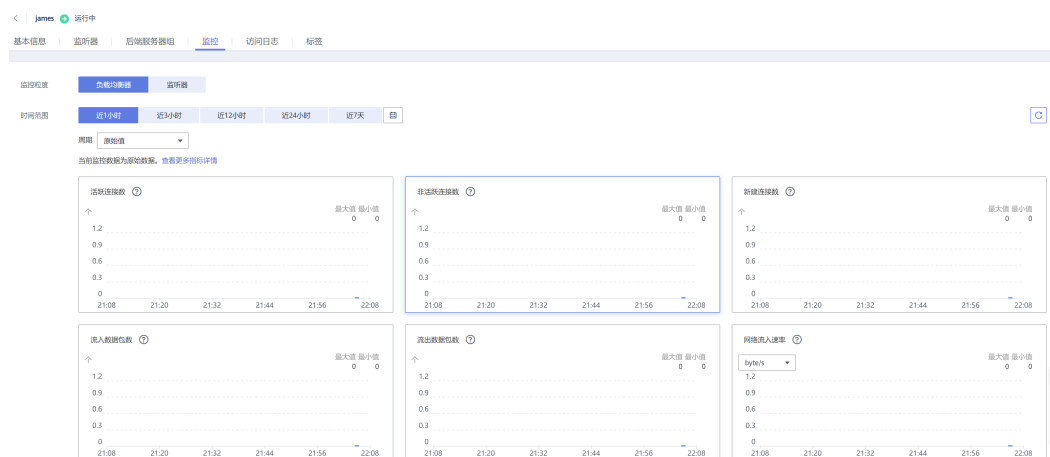 james 运行中
基本信息 监听器 后端服务器组 监控 访问日志 标签
监控粒度 负载均衡器 监听器
时间范围 近1小时 近3小时 近12小时 近24小时 近7天
周期 原始值
当前监控数据为原始数据。查看更多指标详情
活跃连接数
个 最大值 最小值
0 0
1.2
0.9
0.6
0.3
0
21:08 21:20 21:32 21:44 21:56 22:08
非活跃连接数
个 最大值 最小值
0 0
1.2
0.9
0.6
0.3
0
21:08 21:20 21:32 21:44 21:56 22:08
新建连接数
个 最大值 最小值
0 0
1.2
0.9
0.6
0.3
0
21:08 21:20 21:32 21:44 21:56 22:08
流入数据包数
个 最大值 最小值
0 0
1.2
0.9
0.6
0.3
0
21:08 21:20 21:32 21:44 21:56 22:08
流出数据包数
个 最大值 最小值
0 0
1.2
0.9
0.6
0.3
0
21:08 21:20 21:32 21:44 21:56 22:08
网络流入速率
byte/s 最大值 最小值
0 0
1.2
0.9
0.6
0.3
0
21:08 21:20 21:32 21:44 21:56 22:08